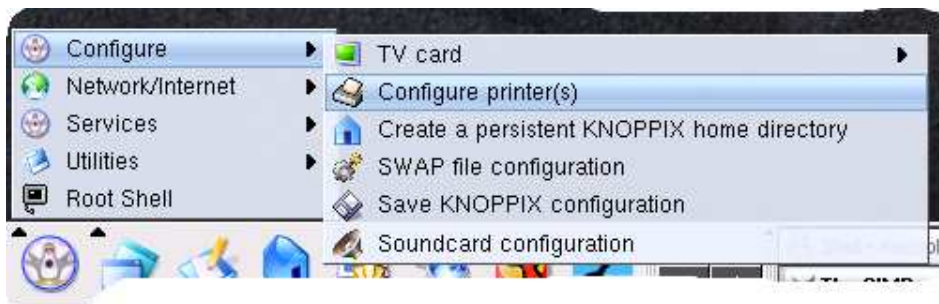 Configure
Network/Internet
Services
Utilities
Root Shell
TV card
Configure printer(s)
Create a persistent KNOPPIX home directory
SWAP file configuration
Save KNOPPIX configuration
Soundcard configuration